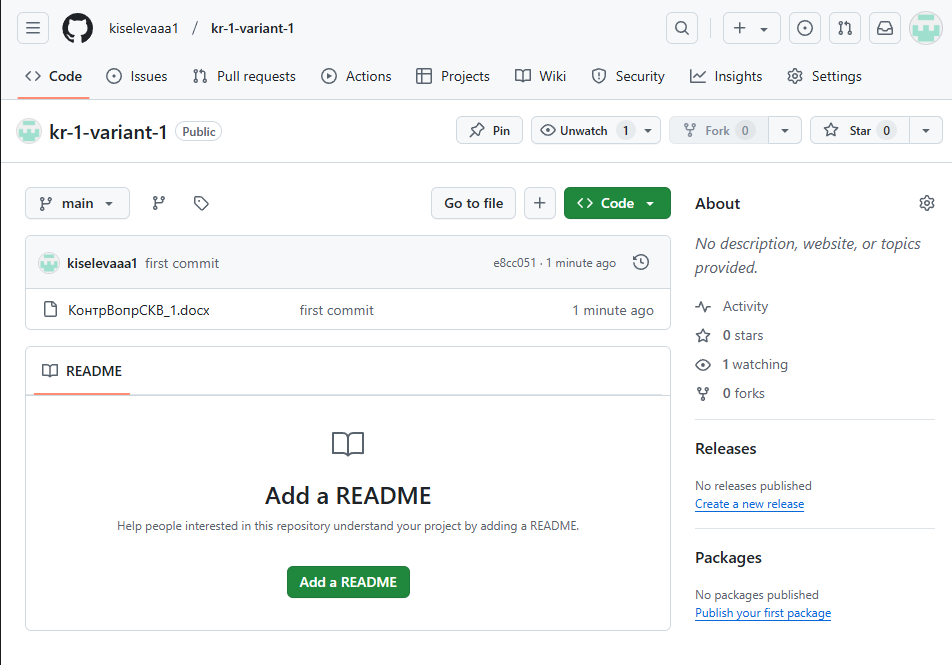 kiselevaaa1 / kr-1-variant-1
Code Issues Pull requests Actions Projects Wiki Security Insights Settings
kr-1-variant-1 Public Pin Unwatch 1 Fork 0 Star 0
main Go to file + Code
kiselevaaa1 first commit e8cc051 · 1 minute ago
КонтрВопрСКВ_1.docx first commit 1 minute ago
README
Add a README
Help people interested in this repository understand your project by adding a README.
Add a README
About
No description, website, or topics
provided.
Activity
0 stars
1 watching
0 forks
Releases
No releases published
Create a new release
Packages
No packages published
Publish your first package